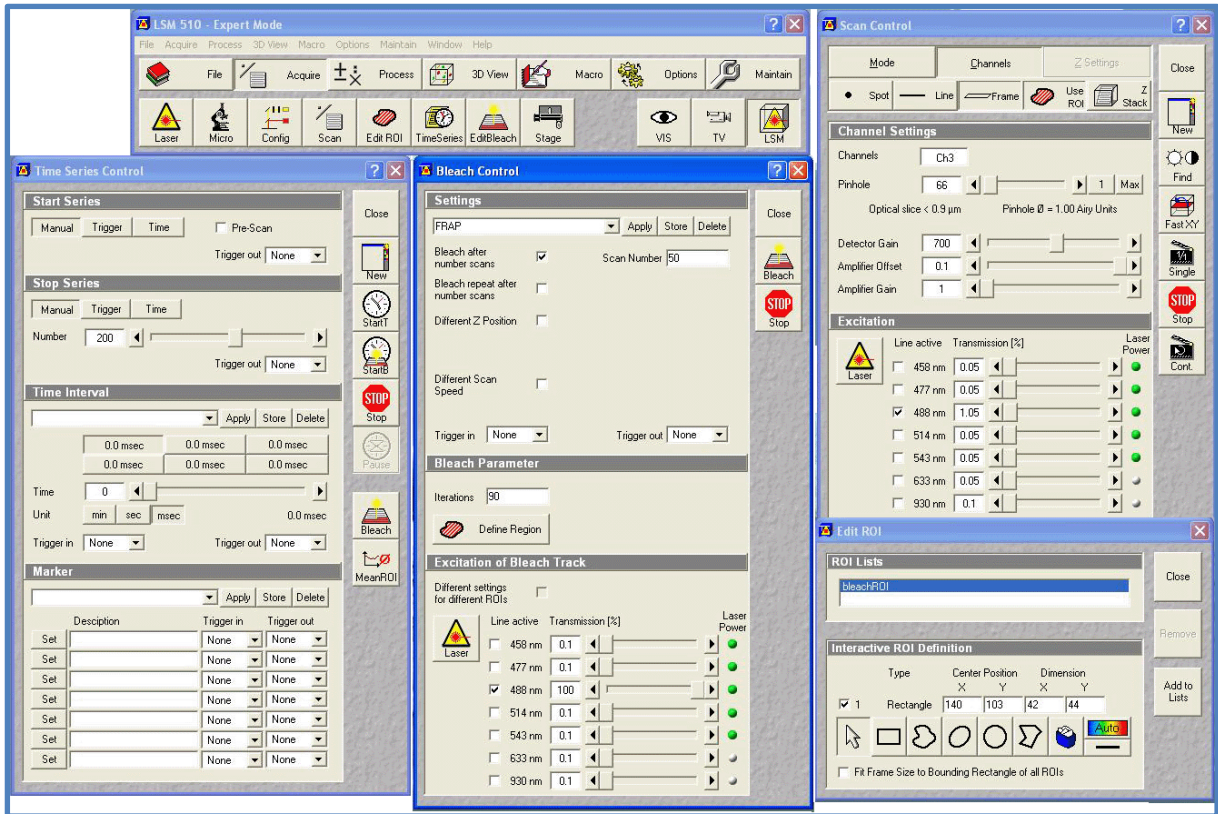 LSM 510 - Expert Mode
File Acquire Process 3D View Macro Options Maintain Window Help
File Acquire Process 3D View Macro Options Maintain
Laser Micro Config Scan Edit ROI TimeSeries EditBleach Stage VIS TV LSM
Time Series Control
Start Series
Manual Trigger Time Pre-Scan
Trigger out None
Stop Series
Manual Trigger Time
Number 200
Trigger out None
Time Interval
Apply Store Delete
0.0 msec 0.0 msec 0.0 msec
0.0 msec 0.0 msec 0.0 msec
Time 0
Unit min sec msec 0.0 msec
Trigger in None Trigger out None
Marker
Apply Store Delete
Desciption Trigger in Trigger out
Set None None
Set None None
Set None None
Set None None
Set None None
Set None None
Set None None
Close
New
StartT
StartB
STOP
Stop
Pause
Bleach
MeanROI
Bleach Control
Settings
FRAP Apply Store Delete
Bleach after
number scans
Scan Number 50
Bleach repeat after
number scans
Different Z Position
Different Scan
Speed
Trigger in None Trigger out None
Bleach Parameter
Iterations 90
Define Region
Excitation of Bleach Track
Different settings
for different ROIs
Line active Transmission [%] Laser
Power
Laser
458 nm 0.1
477 nm 0.1
488 nm 100
514 nm 0.1
543 nm 0.1
633 nm 0.1
930 nm 0.1
Close
Bleach
STOP
Stop
Scan Control
Mode Channels Z Settings
Spot Line Frame Use
ROI
Z
Stack
Channel Settings
Channels Ch3
Pinhole 66 1 Max
Optical slice < 0.9 µm Pinhole Ø = 1.00 Airy Units
Detector Gain 700
Amplifier Offset 0.1
Amplifier Gain 1
Excitation
Line active Transmission [%] Laser
Power
Laser
458 nm 0.05
477 nm 0.05
488 nm 1.05
514 nm 0.05
543 nm 0.05
633 nm 0.05
930 nm 0.1
Close
New
Find
Fast XY
1/1
Single
STOP
Stop
Cont.
Edit ROI
ROI Lists
bleachROI
Interactive ROI Definition
Type Center Position Dimension
X Y X Y
1 Rectangle 140 103 42 44
Auto
Fit Frame Size to Bounding Rectangle of all ROIs
Close
Remove
Add to
Lists